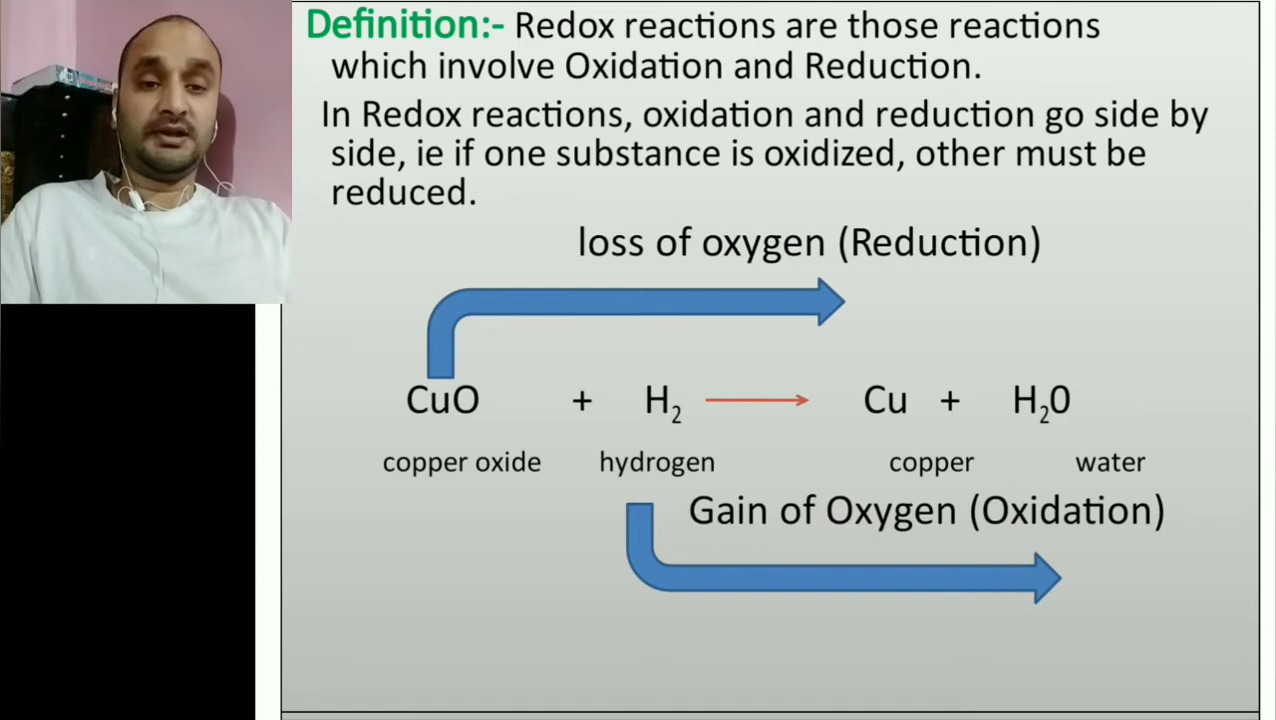 Definition:- Redox reactions are those reactions
which involve Oxidation and Reduction.
In Redox reactions, oxidation and reduction go side by
side, ie if one substance is oxidized, other must be
reduced.
loss of oxygen (Reduction)
CuO + H₂ → Cu + H₂0
copper oxide hydrogen copper water
Gain of Oxygen (Oxidation)